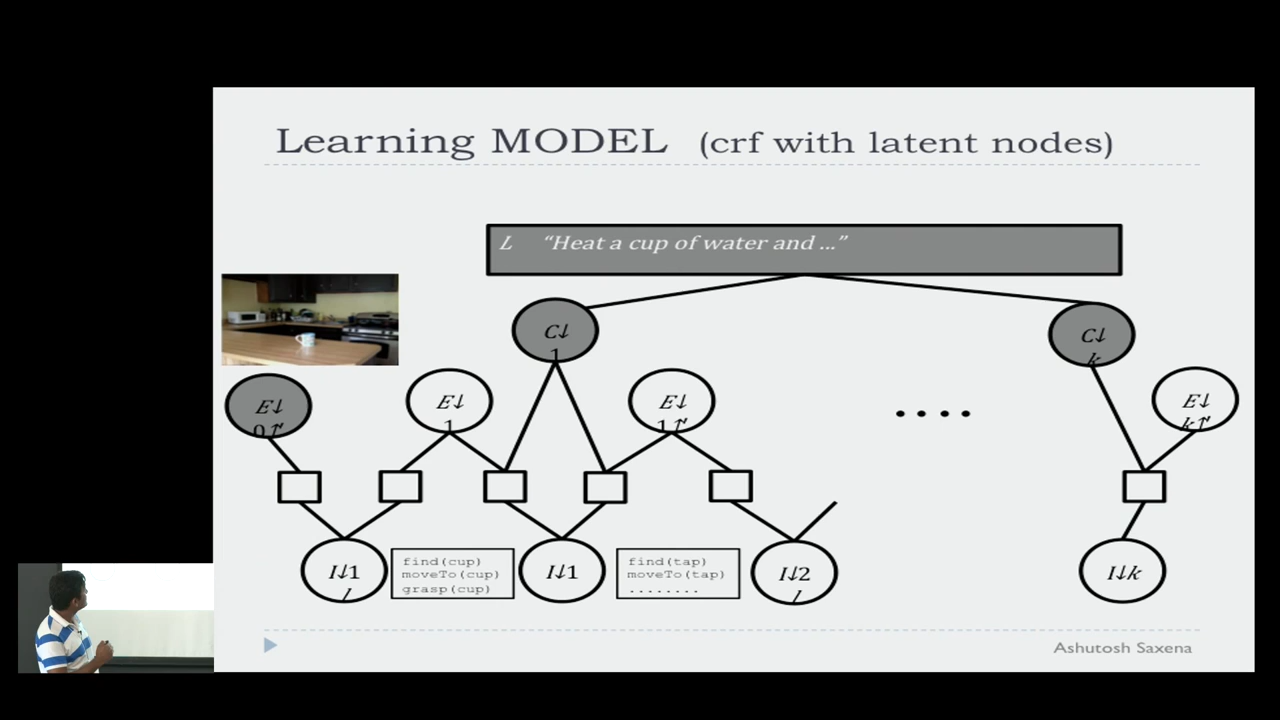 Learning MODEL (crf with latent nodes)
L “Heat a cup of water and ...”
C↓
1
C↓
k
E↓
0↑′
E↓
1
E↓
1↑′
. . . .
E↓
k↑′
I↓1
l
find(cup)
moveTo(cup)
grasp(cup)
I↓1
find(tap)
moveTo(tap)
........
I↓2
l
I↓k
Ashutosh Saxena